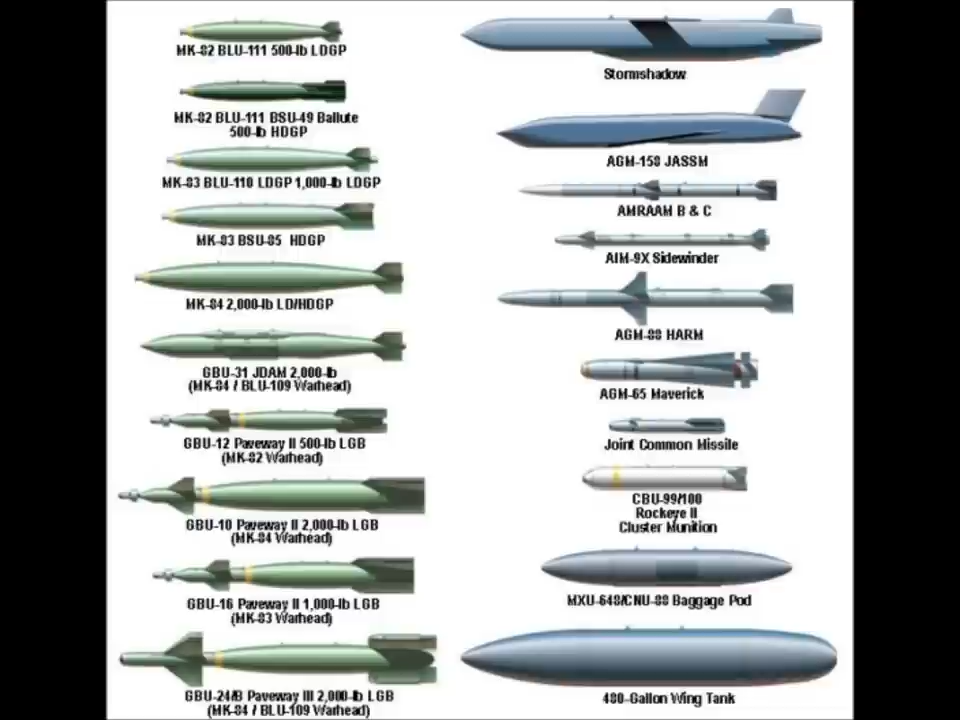 MK-82 BLU-111 500-lb LDGP
MK-82 BLU-111 BSU-49 Ballute
500-lb HDGP
MK-83 BLU-110 LDGP 1,000-lb LDGP
MK-83 BSU-85 HDGP
MK-84 2,000-lb LD/HDGP
GBU-31 JDAM 2,000-lb
(MK-84 / BLU-109 Warhead)
GBU-12 Paveway II 500-lb LGB
(MK-82 Warhead)
GBU-10 Paveway II 2,000-lb LGB
(MK-84 Warhead)
GBU-16 Paveway II 1,000-lb LGB
(MK-83 Warhead)
GBU-24/B Paveway III 2,000-lb LGB
(MK-84 / BLU-109 Warhead)
Stormshadow
AGM-158 JASSM
AMRAAM B & C
AIM-9X Sidewinder
AGM-88 HARM
AGM-65 Maverick
Joint Common Missile
CBU-99/100
Rockeye II
Cluster Munition
MXU-648/CNU-88 Baggage Pod
480-Gallon Wing Tank